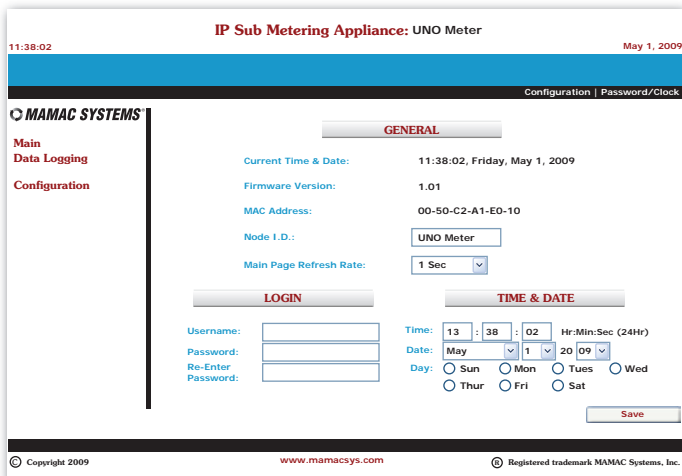 IP Sub Metering Appliance: UNO Meter
11:38:02 May 1, 2009
Configuration | Password/Clock
MAMAC SYSTEMS®
Main
Data Logging
Configuration
GENERAL
Current Time & Date: 11:38:02, Friday, May 1, 2009
Firmware Version: 1.01
MAC Address: 00-50-C2-A1-E0-10
Node I.D.: UNO Meter
Main Page Refresh Rate: 1 Sec
LOGIN
Username:
Password:
Re-Enter
Password:
TIME & DATE
Time: 13 : 38 : 02 Hr:Min:Sec (24Hr)
Date: May 1 20 09
Day: Sun Mon Tues Wed
Thur Fri Sat
Save
© Copyright 2009 www.mamacsys.com ® Registered trademark MAMAC Systems, Inc.